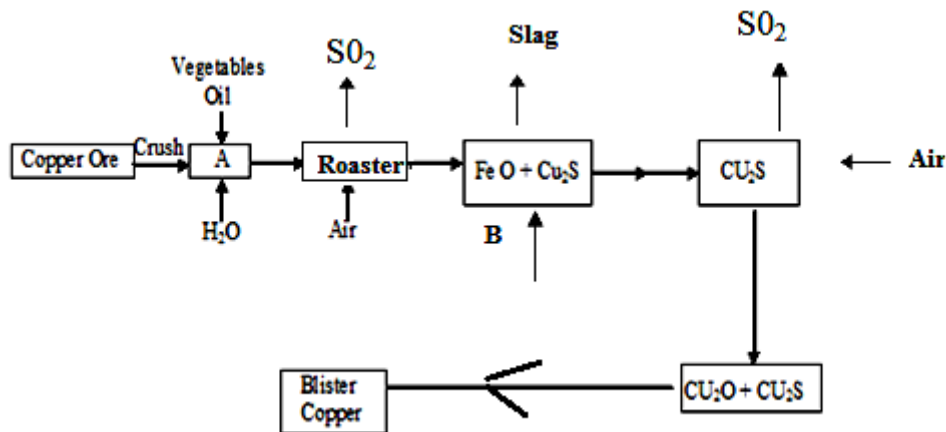 Slag
S0₂
S0₂
Vegetables
Oil
Copper Ore
Crush
A
Roaster
Fe O + Cu₂S
CU₂S
Air
H₂O
Air
B
Blister
Copper
CU₂O + CU₂S